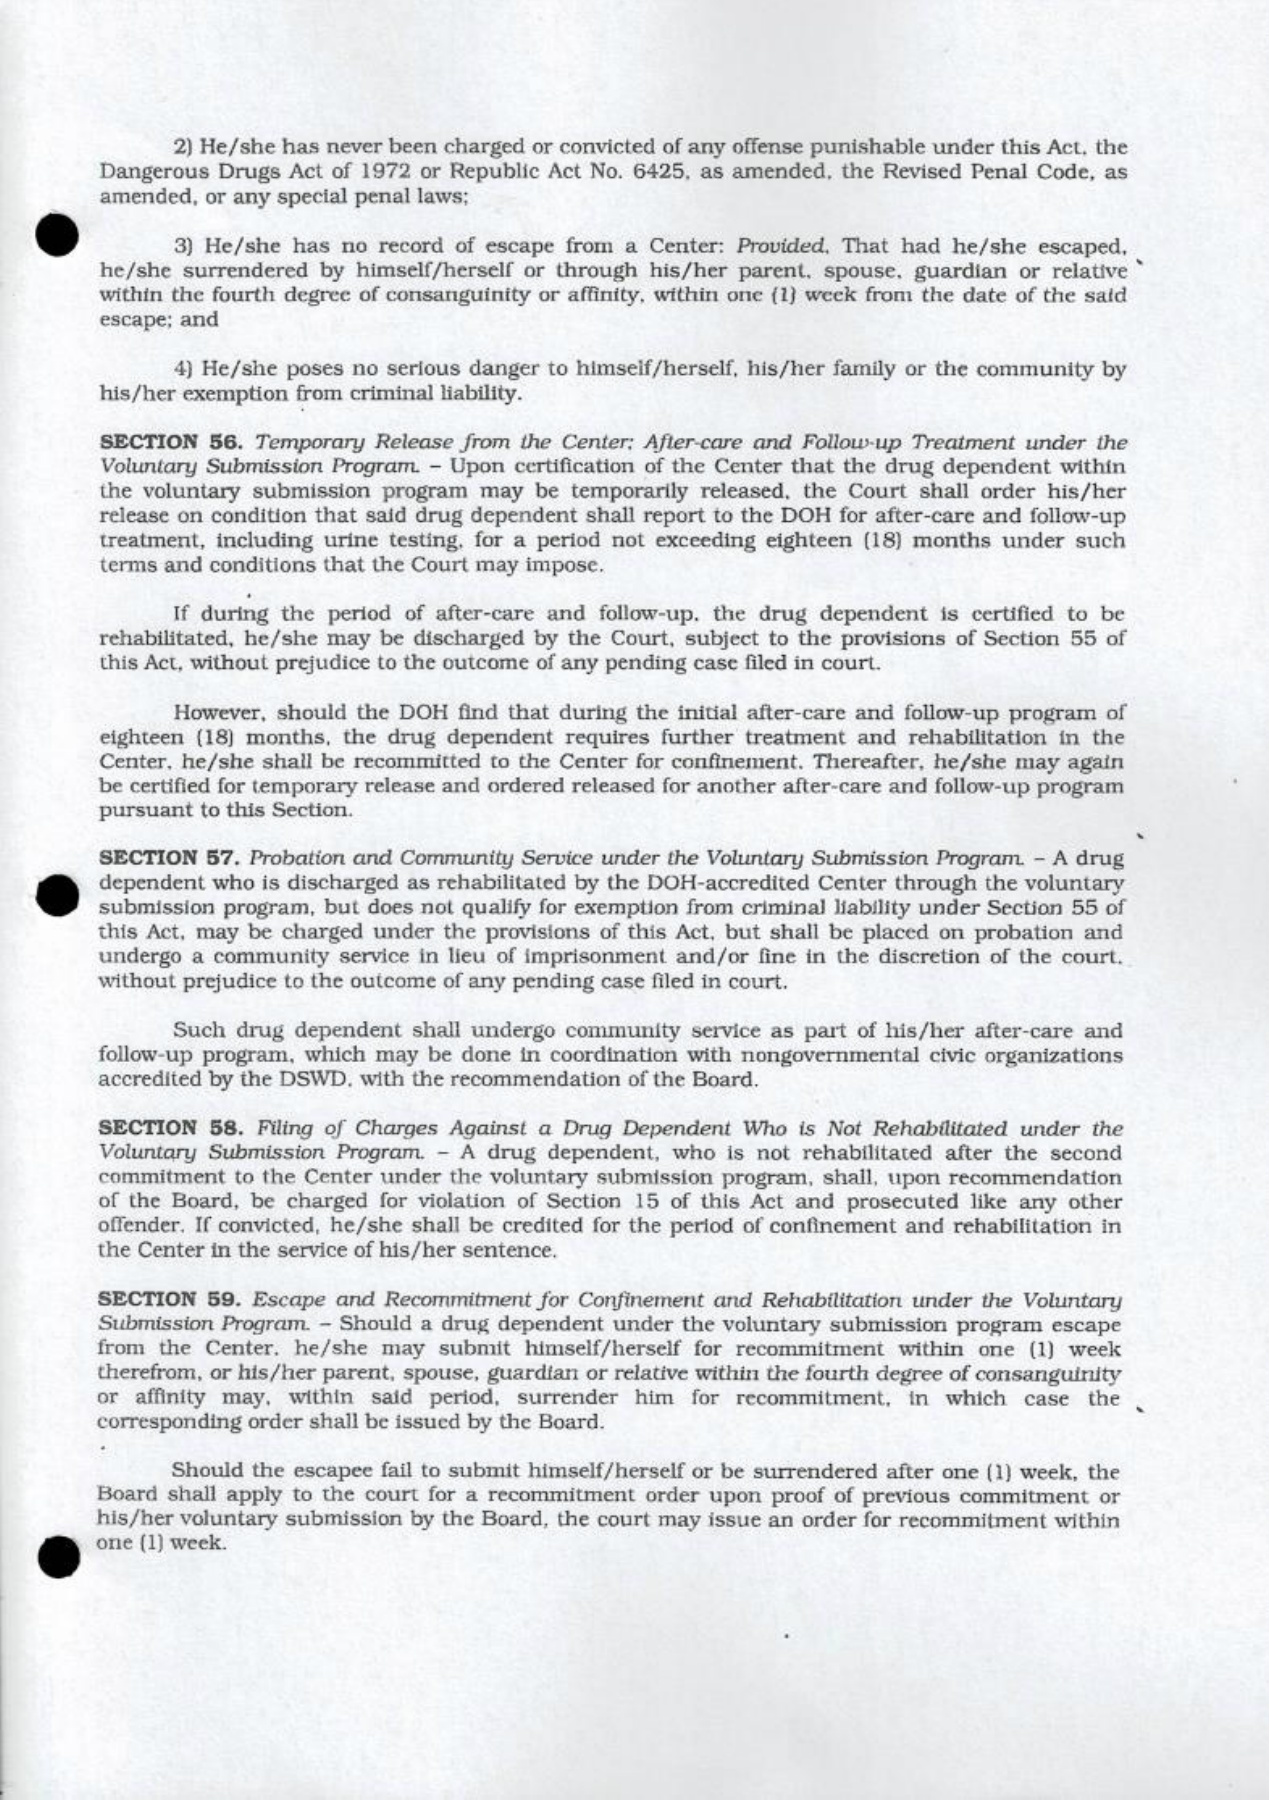 2) He/she has never been charged or convicted of any offense punishable under this Act, the
Dangerous Drugs Act of 1972 or Republic Act No. 6425, as amended, the Revised Penal Code, as
amended, or any special penal laws;
3) He/she has no record of escape from a Center: Provided, That had he/she escaped,
he/she surrendered by himself/herself or through his/her parent, spouse, guardian or relative
within the fourth degree of consanguinity or affinity, within one (1) week from the date of the said
escape; and
4) He/she poses no serious danger to himself/herself, his/her family or the community by
his/her exemption from criminal liability.
SECTION 56. Temporary Release from the Center; After-care and Follow-up Treatment under the
Voluntary Submission Program. – Upon certification of the Center that the drug dependent within
the voluntary submission program may be temporarily released, the Court shall order his/her
release on condition that said drug dependent shall report to the DOH for after-care and follow-up
treatment, including urine testing, for a period not exceeding eighteen (18) months under such
terms and conditions that the Court may impose.
If during the period of after-care and follow-up, the drug dependent is certified to be
rehabilitated, he/she may be discharged by the Court, subject to the provisions of Section 55 of
this Act, without prejudice to the outcome of any pending case filed in court.
However, should the DOH find that during the initial after-care and follow-up program of
eighteen (18) months, the drug dependent requires further treatment and rehabilitation in the
Center, he/she shall be recommitted to the Center for confinement. Thereafter, he/she may again
be certified for temporary release and ordered released for another after-care and follow-up program
pursuant to this Section.
SECTION 57. Probation and Community Service under the Voluntary Submission Program. – A drug
dependent who is discharged as rehabilitated by the DOH-accredited Center through the voluntary
submission program, but does not qualify for exemption from criminal liability under Section 55 of
this Act, may be charged under the provisions of this Act, but shall be placed on probation and
undergo a community service in lieu of imprisonment and/or fine in the discretion of the court,
without prejudice to the outcome of any pending case filed in court.
Such drug dependent shall undergo community service as part of his/her after-care and
follow-up program, which may be done in coordination with nongovernmental civic organizations
accredited by the DSWD, with the recommendation of the Board.
SECTION 58. Filing of Charges Against a Drug Dependent Who is Not Rehabilitated under the
Voluntary Submission Program. – A drug dependent, who is not rehabilitated after the second
commitment to the Center under the voluntary submission program, shall, upon recommendation
of the Board, be charged for violation of Section 15 of this Act and prosecuted like any other
offender. If convicted, he/she shall be credited for the period of confinement and rehabilitation in
the Center in the service of his/her sentence.
SECTION 59. Escape and Recommitment for Confinement and Rehabilitation under the Voluntary
Submission Program. – Should a drug dependent under the voluntary submission program escape
from the Center, he/she may submit himself/herself for recommitment within one (1) week
therefrom, or his/her parent, spouse, guardian or relative within the fourth degree of consanguinity
or affinity may, within said period, surrender him for recommitment, in which case the
corresponding order shall be issued by the Board.
Should the escapee fail to submit himself/herself or be surrendered after one (1) week, the
Board shall apply to the court for a recommitment order upon proof of previous commitment or
his/her voluntary submission by the Board, the court may issue an order for recommitment within
one (1) week.